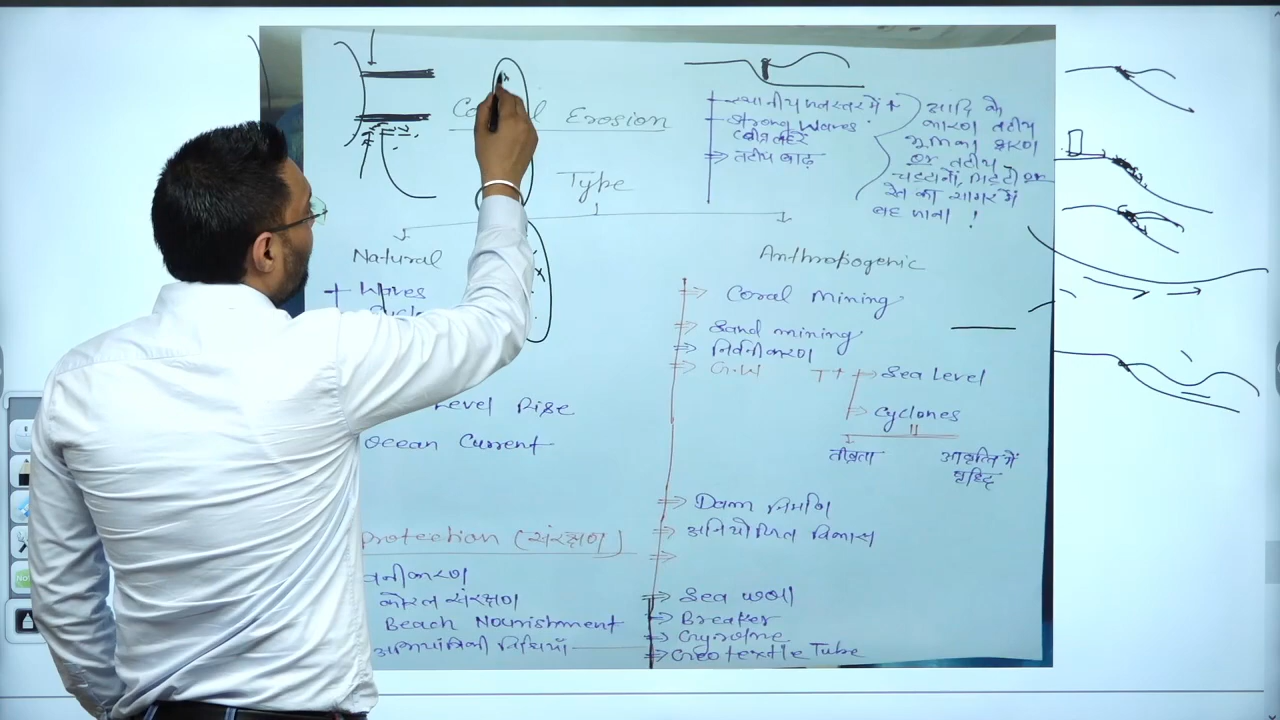 Erosion
Type
स्थानीय जलस्तर में +
Strong Waves
तीव्र लहरें
तटीय बाढ़
आदि के
कारण तटीय
भूमि का क्षरण
or तटीय
चट्टानों, मिट्टी or
रेत का सागर में
बह जाना !
Natural
Waves
Level Rise
Ocean Current
Anthropogenic
Coral Mining
Sand mining
निर्वनीकरण
G.W T+ Sea Level
Cyclones
तीव्रता
आवृत्ति में
वृद्धि
Dam निर्माण
अनियोजित विकास
Protection (संरक्षण)
वनीकरण
कोरल संरक्षण
Beach Nourishment
अभियांत्रिकी विधियाँ
Sea wall
Breaker
Geotextile Tube